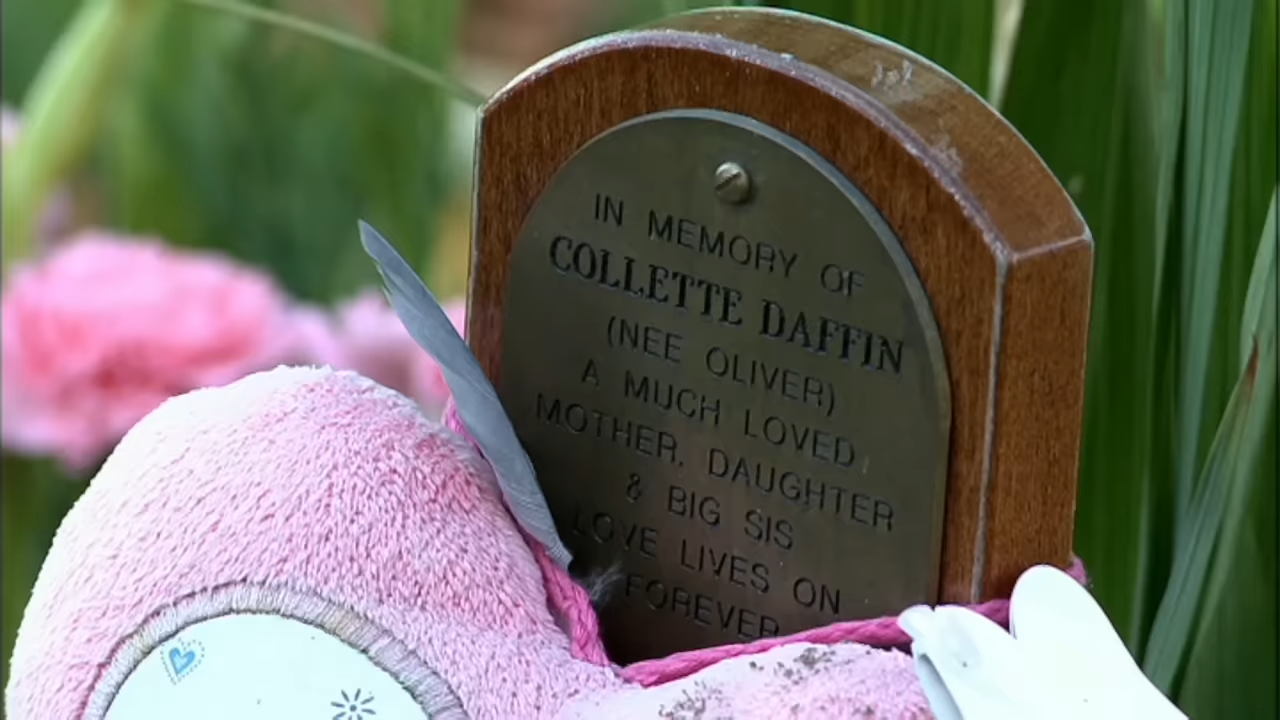 IN MEMORY OF
COLLETTE DAFFIN
(NEE OLIVER)
A MUCH LOVED
MOTHER, DAUGHTER
& BIG SIS
LOVE LIVES ON
FOREVER